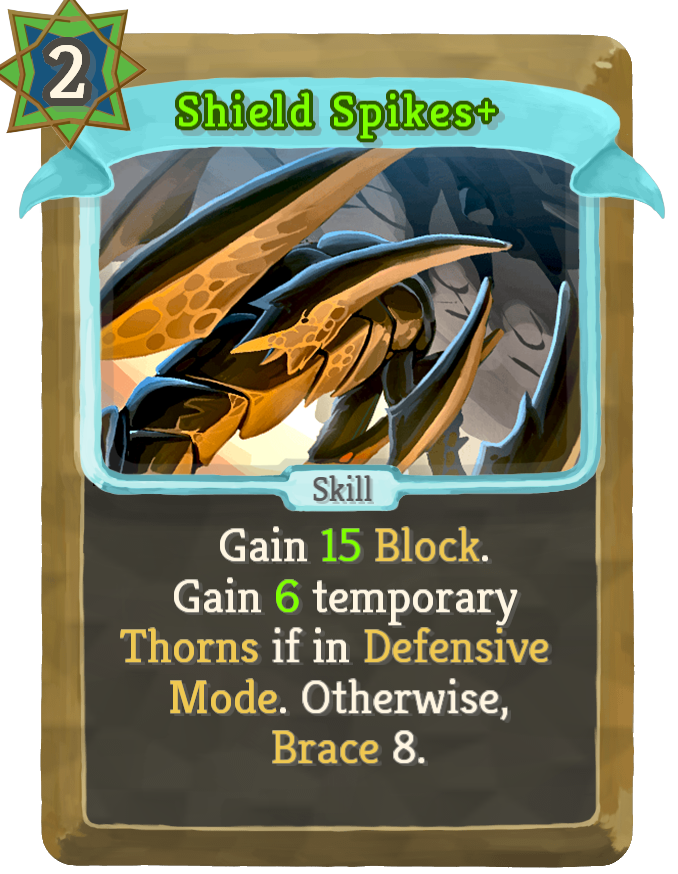 2
Shield Spikes+
Skill
Gain 15 Block.
Gain 6 temporary
Thorns if in Defensive
Mode. Otherwise,
Brace 8.